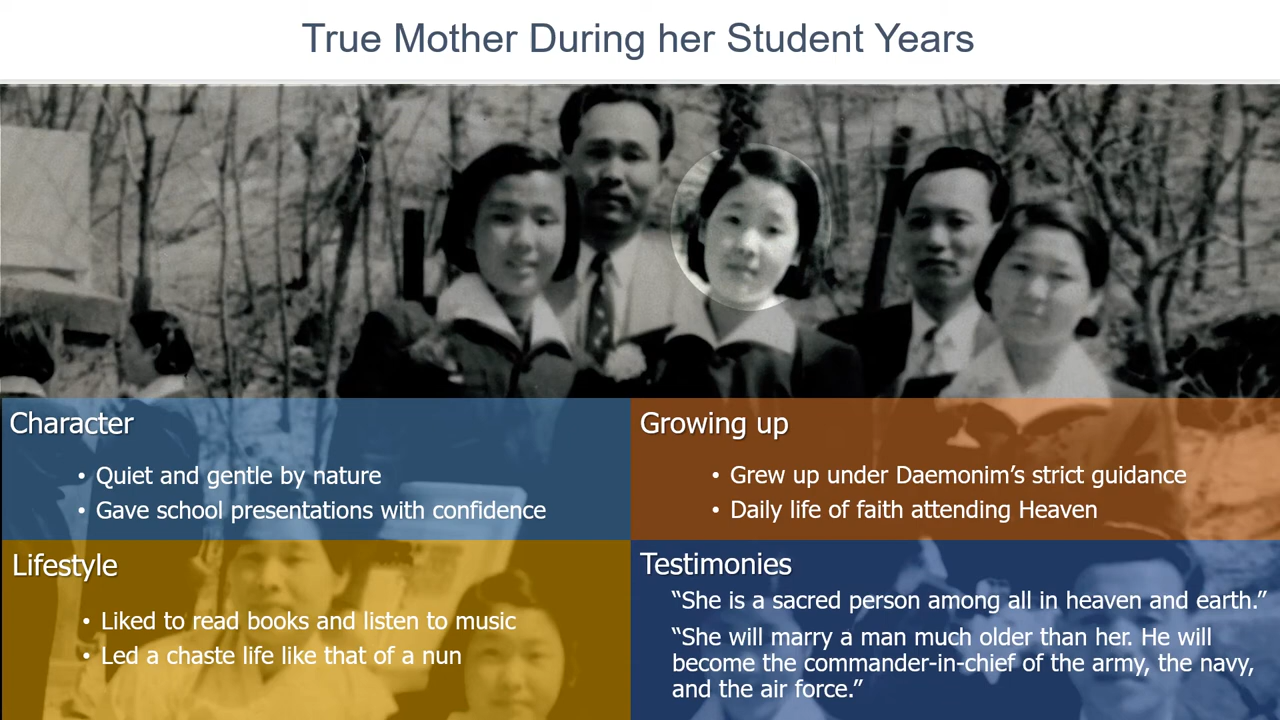 True Mother During her Student Years
Character
• Quiet and gentle by nature
• Gave school presentations with confidence
Growing up
• Grew up under Daemonim’s strict guidance
• Daily life of faith attending Heaven
Lifestyle
• Liked to read books and listen to music
• Led a chaste life like that of a nun
Testimonies
“She is a sacred person among all in heaven and earth.”
“She will marry a man much older than her. He will
become the commander-in-chief of the army, the navy,
and the air force.”